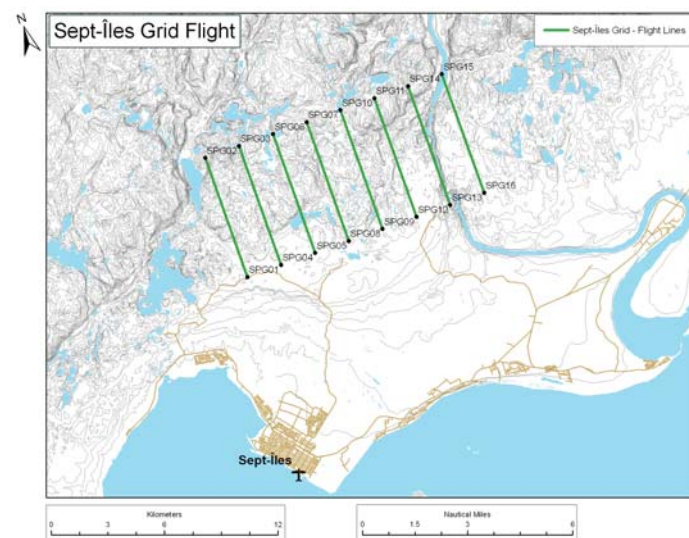 Z
Sept-Îles Grid Flight
Sept-Îles Grid - Flight Lines
SPG15
SPG14
SPG11
SPG10
SPG07
SPG06
SPG03
SPG02
SPG16
SPG13
SPG12
SPG09
SPG08
SPG05
SPG04
SPG01
Sept-Îles
Kilometers
0 3 6 9 12
Nautical Miles
0 1.5 3 6